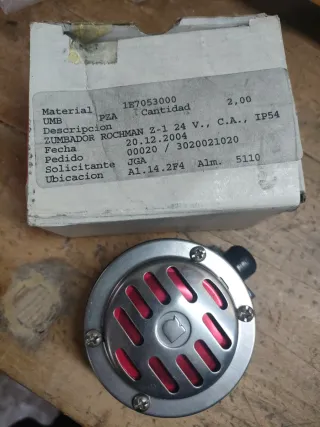 Material 1E7053000
UMB PZA Cantidad 2,00
Descripcion
ZUMBADOR ROCHMAN Z-1 24 V., C.A., IP54
Fecha 20.12.2004
Pedido 00020 / 3020021020
Solicitante JGA
Ubicacion Al.14.2F4 Alm. 5110